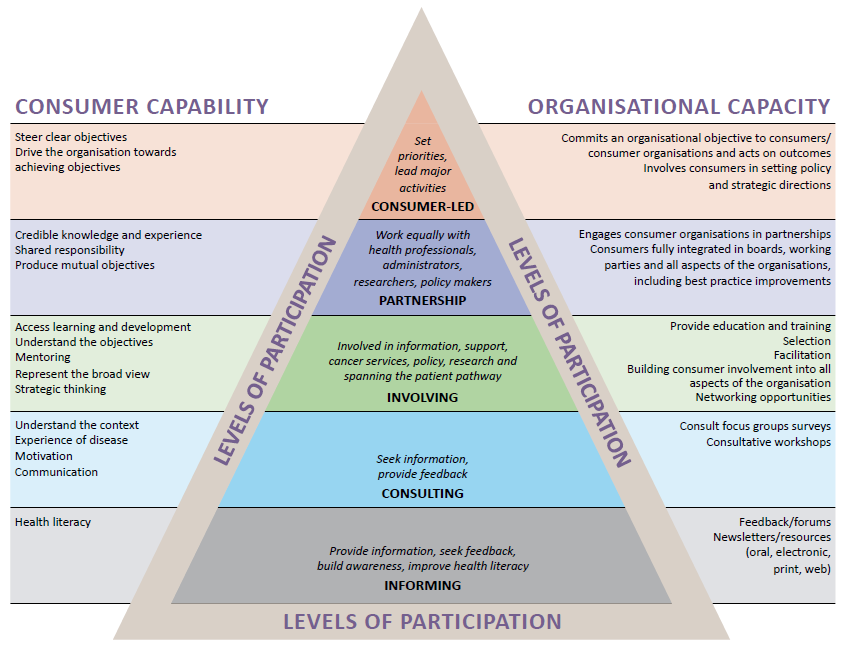 CONSUMER CAPABILITY
ORGANISATIONAL CAPACITY
Steer clear objectives
Drive the organisation towards
achieving objectives
Set
priorities,
lead major
activities
CONSUMER-LED
Commits an organisational objective to consumers/
consumer organisations and acts on outcomes
Involves consumers in setting policy
and strategic directions
Credible knowledge and experience
Shared responsibility
Produce mutual objectives
Work equally with
health professionals,
administrators,
researchers, policy makers
PARTNERSHIP
Engages consumer organisations in partnerships
Consumers fully integrated in boards, working
parties and all aspects of the organisations,
including best practice improvements
Access learning and development
Understand the objectives
Mentoring
Represent the broad view
Strategic thinking
Involved in information, support,
cancer services, policy, research and
spanning the patient pathway
INVOLVING
Provide education and training
Selection
Facilitation
Building consumer involvement into all
aspects of the organisation
Networking opportunities
Understand the context
Experience of disease
Motivation
Communication
Seek information,
provide feedback
CONSULTING
Consult focus groups surveys
Consultative workshops
Health literacy
Provide information, seek feedback,
build awareness, improve health literacy
INFORMING
Feedback/forums
Newsletters/resources
(oral, electronic,
print, web)
LEVELS OF PARTICIPATION
LEVELS OF PARTICIPATION
LEVELS OF PARTICIPATION